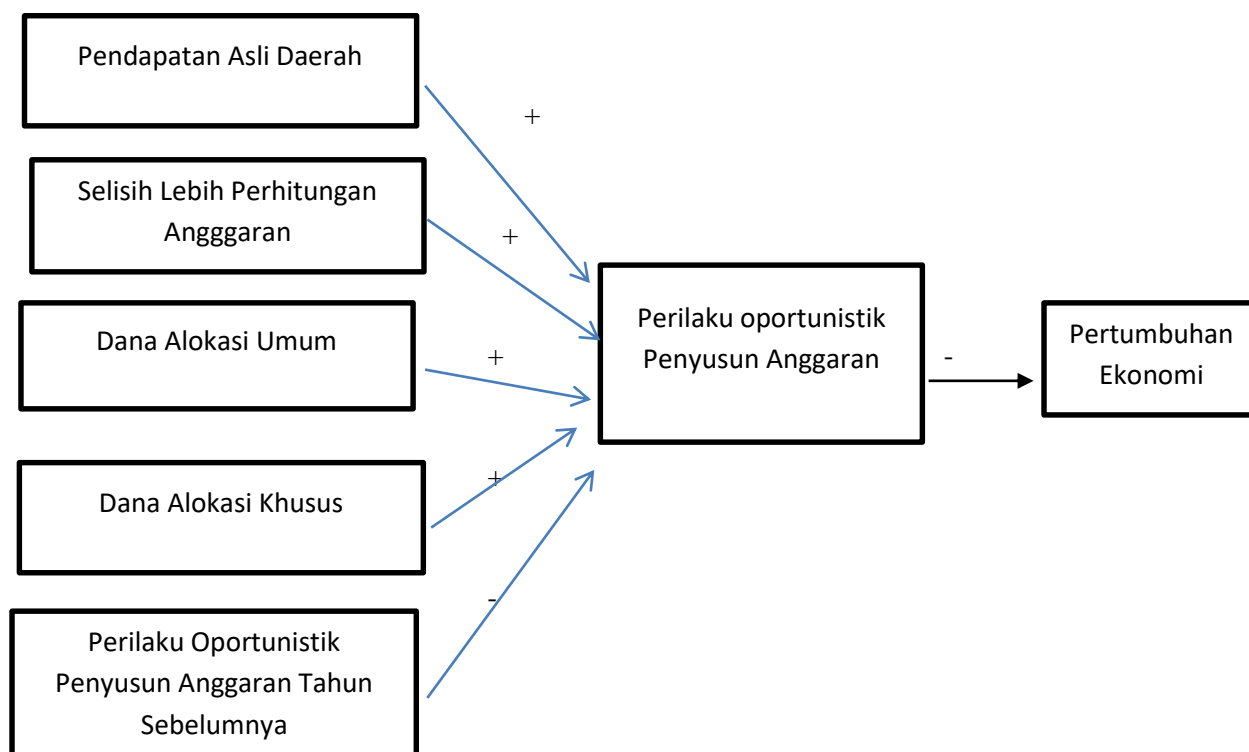 Pendapatan Asli Daerah
+
Selisih Lebih Perhitungan
Angggaran
+
Dana Alokasi Umum
+
Dana Alokasi Khusus
+
Perilaku Oportunistik
Penyusun Anggaran Tahun
Sebelumnya
-
Perilaku oportunistik
Penyusun Anggaran
-
Pertumbuhan
Ekonomi